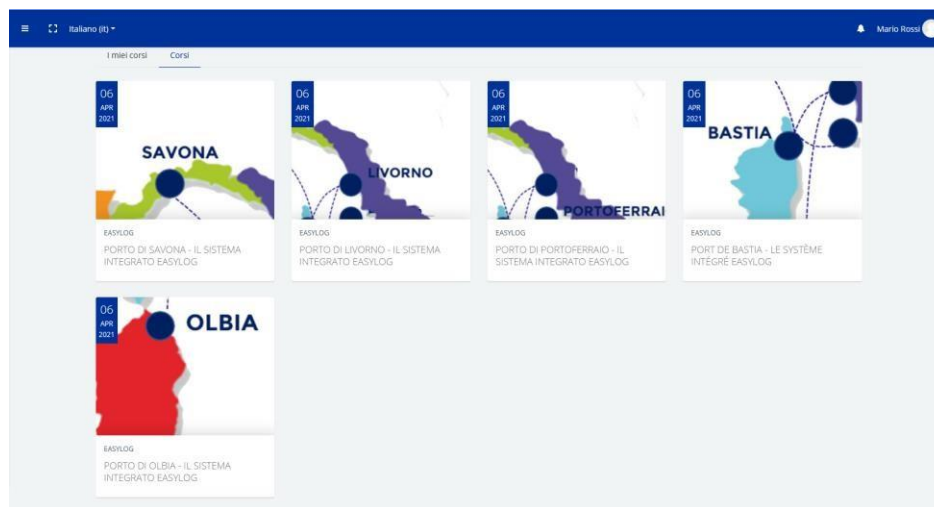 Italiano (it)
Mario Rossi
I miei corsi
Corsi
06
APR
2021
SAVONA
EASYLOG
PORTO DI SAVONA - IL SISTEMA
INTEGRATO EASYLOG
06
APR
2021
LIVORNO
EASYLOG
PORTO DI LIVORNO - IL SISTEMA
INTEGRATO EASYLOG
06
APR
2021
PORTOFERRAI
EASYLOG
PORTO DI PORTOFERRAIO - IL
SISTEMA INTEGRATO EASYLOG
06
APR
2021
BASTIA
EASYLOG
PORT DE BASTIA - LE SYSTÈME
INTÉGRÉ EASYLOG
06
APR
2021
OLBIA
EASYLOG
PORTO DI OLBIA - IL SISTEMA
INTEGRATO EASYLOG